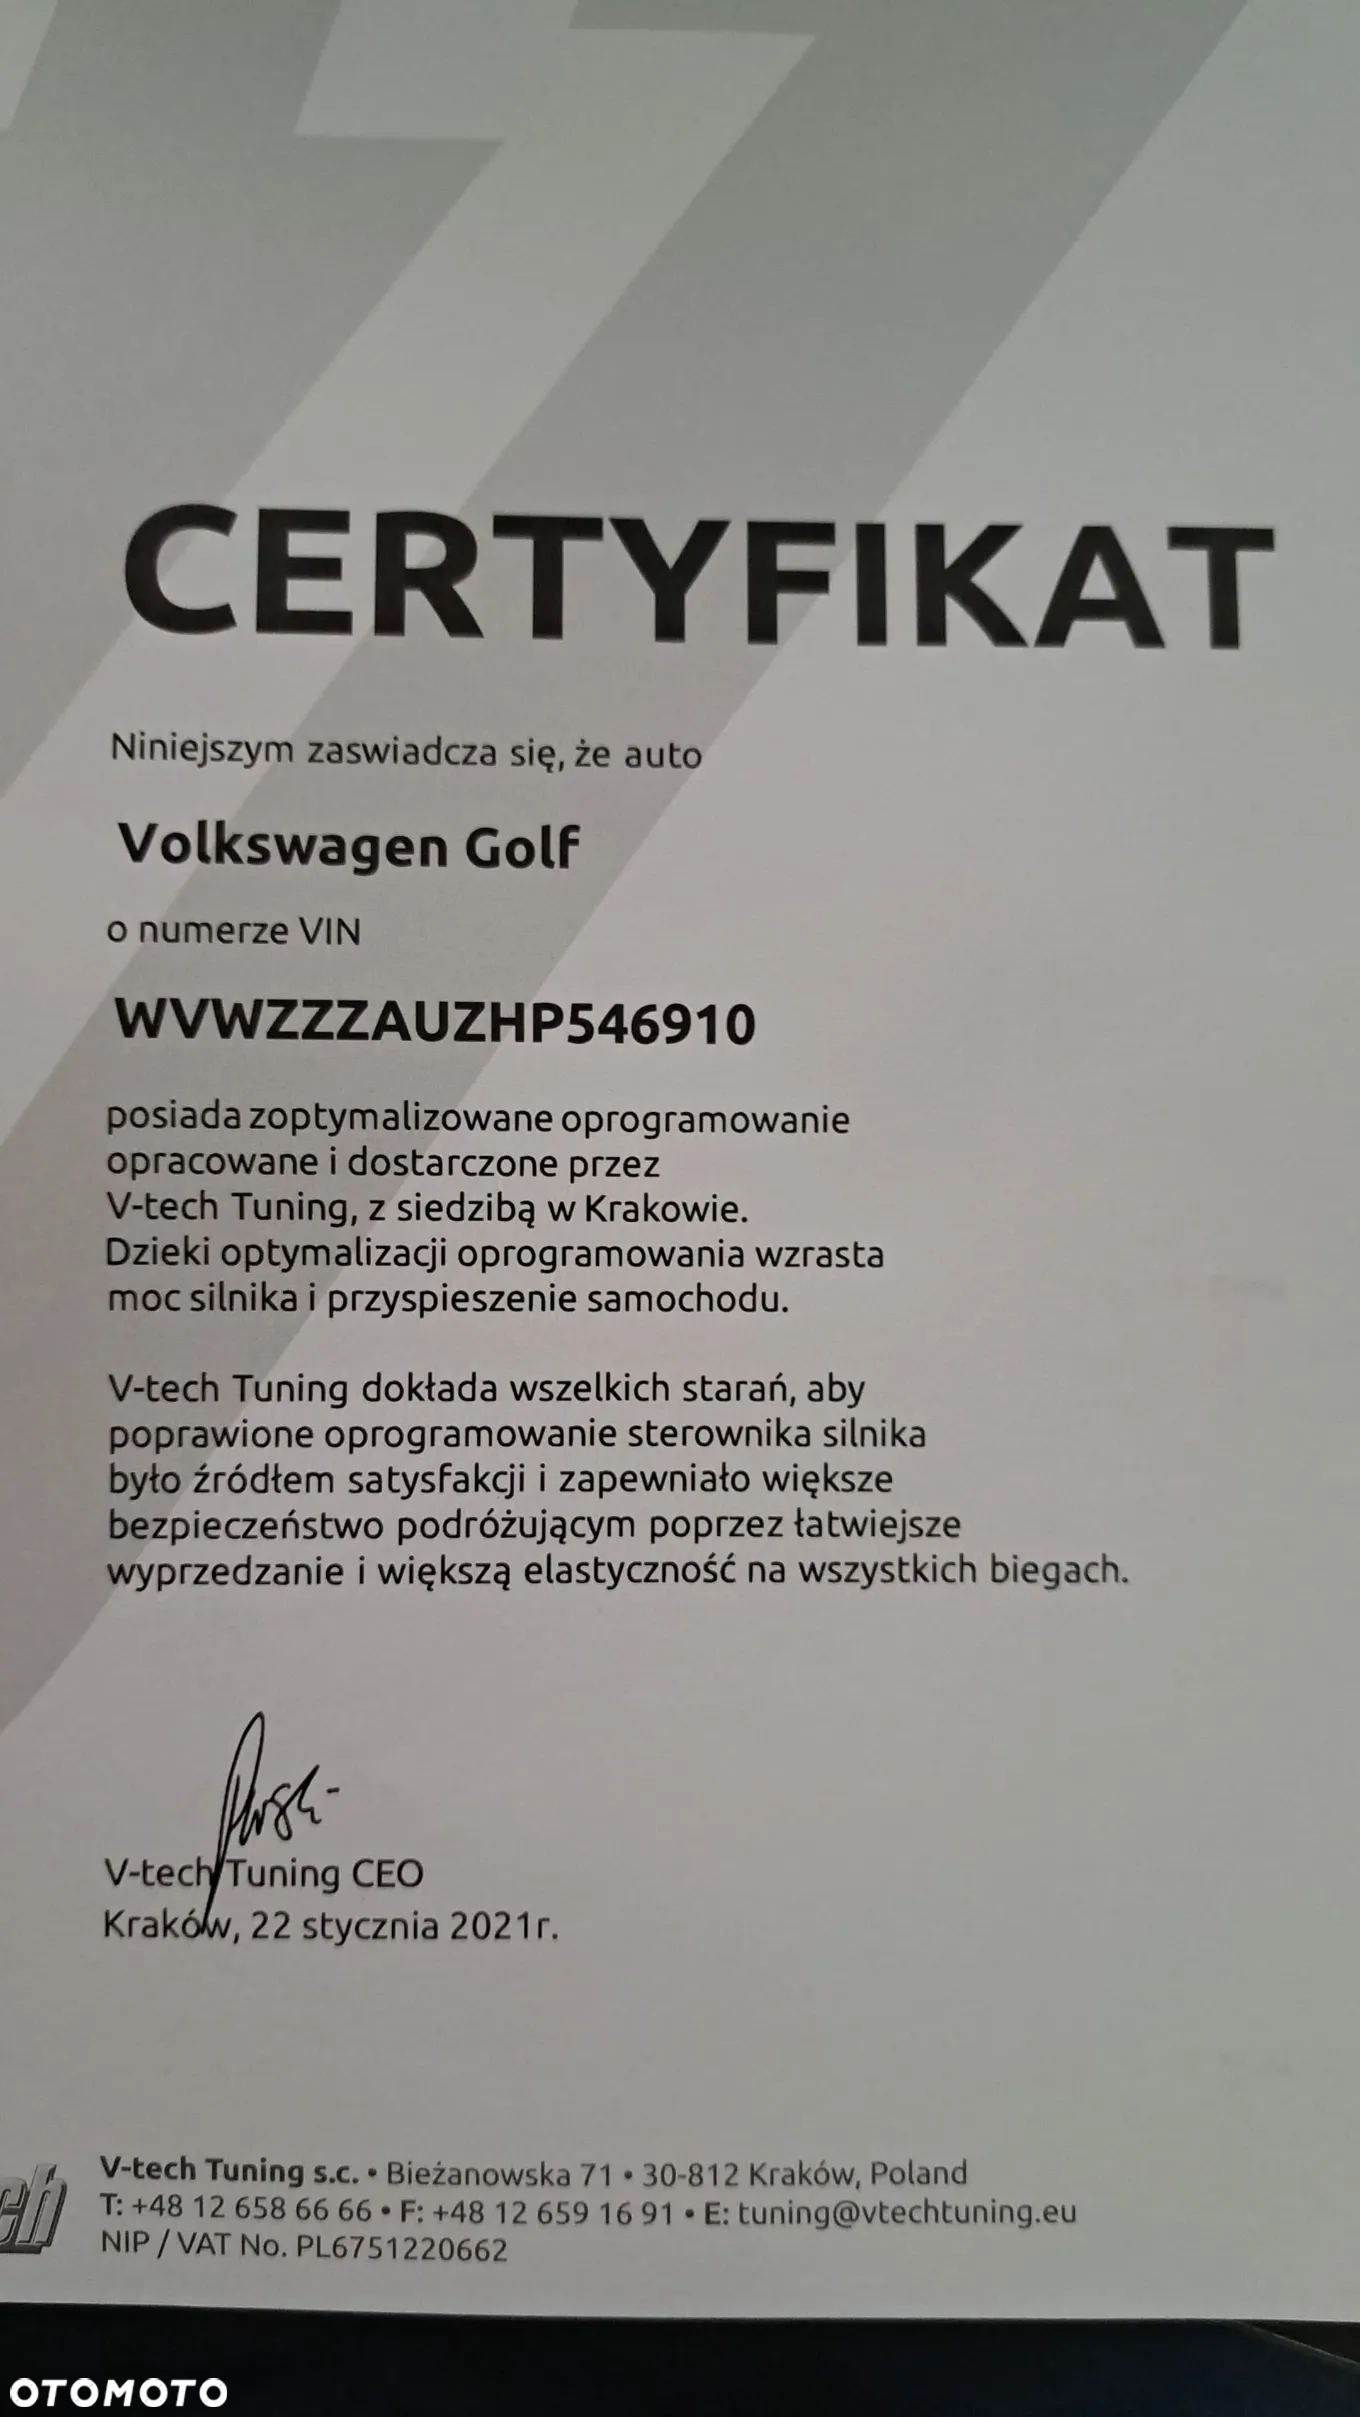 CERTYFIKAT
Niniejszym zaswiadcza się, że auto
Volkswagen Golf
o numerze VIN
WVWZZZAUZHP546910
posiada zoptymalizowane oprogramowanie
opracowane i dostarczone przez
V-tech Tuning, z siedzibą w Krakowie.
Dzieki optymalizacji oprogramowania wzrasta
moc silnika i przyspieszenie samochodu.
V-tech Tuning dokłada wszelkich starań, aby
poprawione oprogramowanie sterownika silnika
było źródłem satysfakcji i zapewniało większe
bezpieczeństwo podróżującym poprzez łatwiejsze
wyprzedzanie i większą elastyczność na wszystkich biegach.
V-tech Tuning CEO
Kraków, 22 stycznia 2021r.
V-tech Tuning s.c. • Bieżanowska 71 • 30-812 Kraków, Poland
T: +48 12 658 66 66 • F: +48 12 659 16 91 • E: tuning@vtechtuning.eu
NIP / VAT No. PL6751220662
OTOMOTO